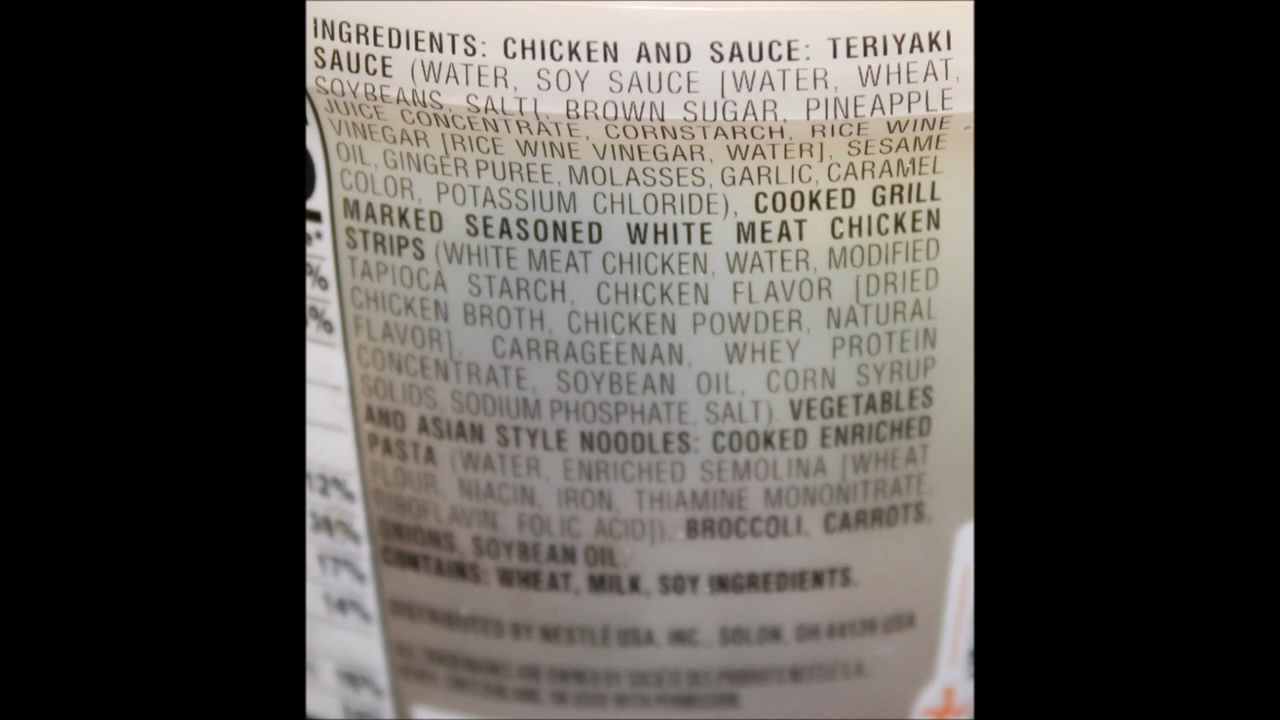 INGREDIENTS: CHICKEN AND SAUCE: TERIYAKI
SAUCE (WATER, SOY SAUCE [WATER, WHEAT,
SOYBEANS, SALT], BROWN SUGAR, PINEAPPLE
JUICE CONCENTRATE, CORNSTARCH, RICE WINE
VINEGAR [RICE WINE VINEGAR, WATER], SESAME
OIL, GINGER PUREE, MOLASSES, GARLIC, CARAMEL
COLOR, POTASSIUM CHLORIDE), COOKED GRILL
MARKED SEASONED WHITE MEAT CHICKEN
STRIPS (WHITE MEAT CHICKEN, WATER, MODIFIED
TAPIOCA STARCH, CHICKEN FLAVOR [DRIED
CHICKEN BROTH, CHICKEN POWDER, NATURAL
FLAVOR], CARRAGEENAN, WHEY PROTEIN
CONCENTRATE, SOYBEAN OIL, CORN SYRUP
SOLIDS, SODIUM PHOSPHATE, SALT). VEGETABLES
AND ASIAN STYLE NOODLES: COOKED ENRICHED
PASTA (WATER, ENRICHED SEMOLINA [WHEAT
FLOUR, NIACIN, IRON, THIAMINE MONONITRATE,
RIBOFLAVIN, FOLIC ACID]), BROCCOLI, CARROTS,
ONIONS, SOYBEAN OIL.
CONTAINS: WHEAT, MILK, SOY INGREDIENTS.
DISTRIBUTED BY NESTLÉ USA, INC., SOLON, OH 44139 USA
%
%
12%
17%
14%